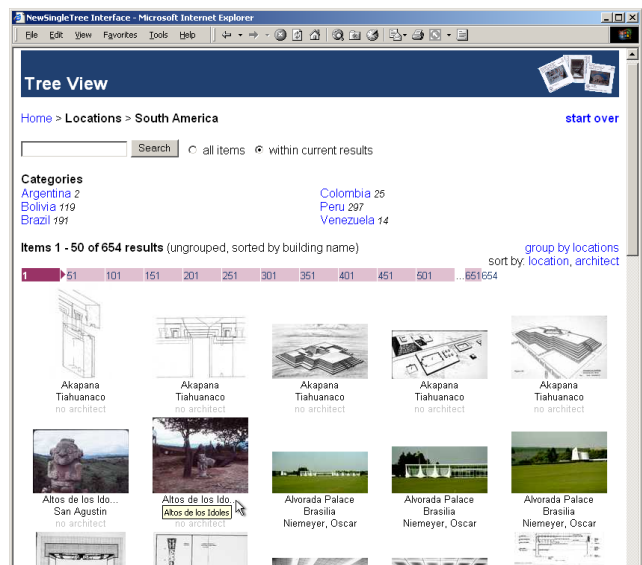 NewSingleTree Interface - Microsoft Internet Explorer
File Edit View Favorites Tools Help
Tree View
Home > Locations > South America start over
Search all items within current results
Categories
Argentina 2 Colombia 25
Bolivia 119 Peru 297
Brazil 191 Venezuela 14
Items 1 - 50 of 654 results (ungrouped, sorted by building name) group by locations
sort by: location, architect
1 51 101 151 201 251 301 351 401 451 501 ...651 654
Akapana Akapana Akapana Akapana Akapana
Tiahuanaco Tiahuanaco Tiahuanaco Tiahuanaco Tiahuanaco
no architect no architect no architect no architect no architect
Altos de los Ido... Altos de los Ido... Alvorada Palace Alvorada Palace Alvorada Palace
San Agustin Altos de los Idoles Brasilia Brasilia Brasilia
no architect no architect Niemeyer, Oscar Niemeyer, Oscar Niemeyer, Oscar